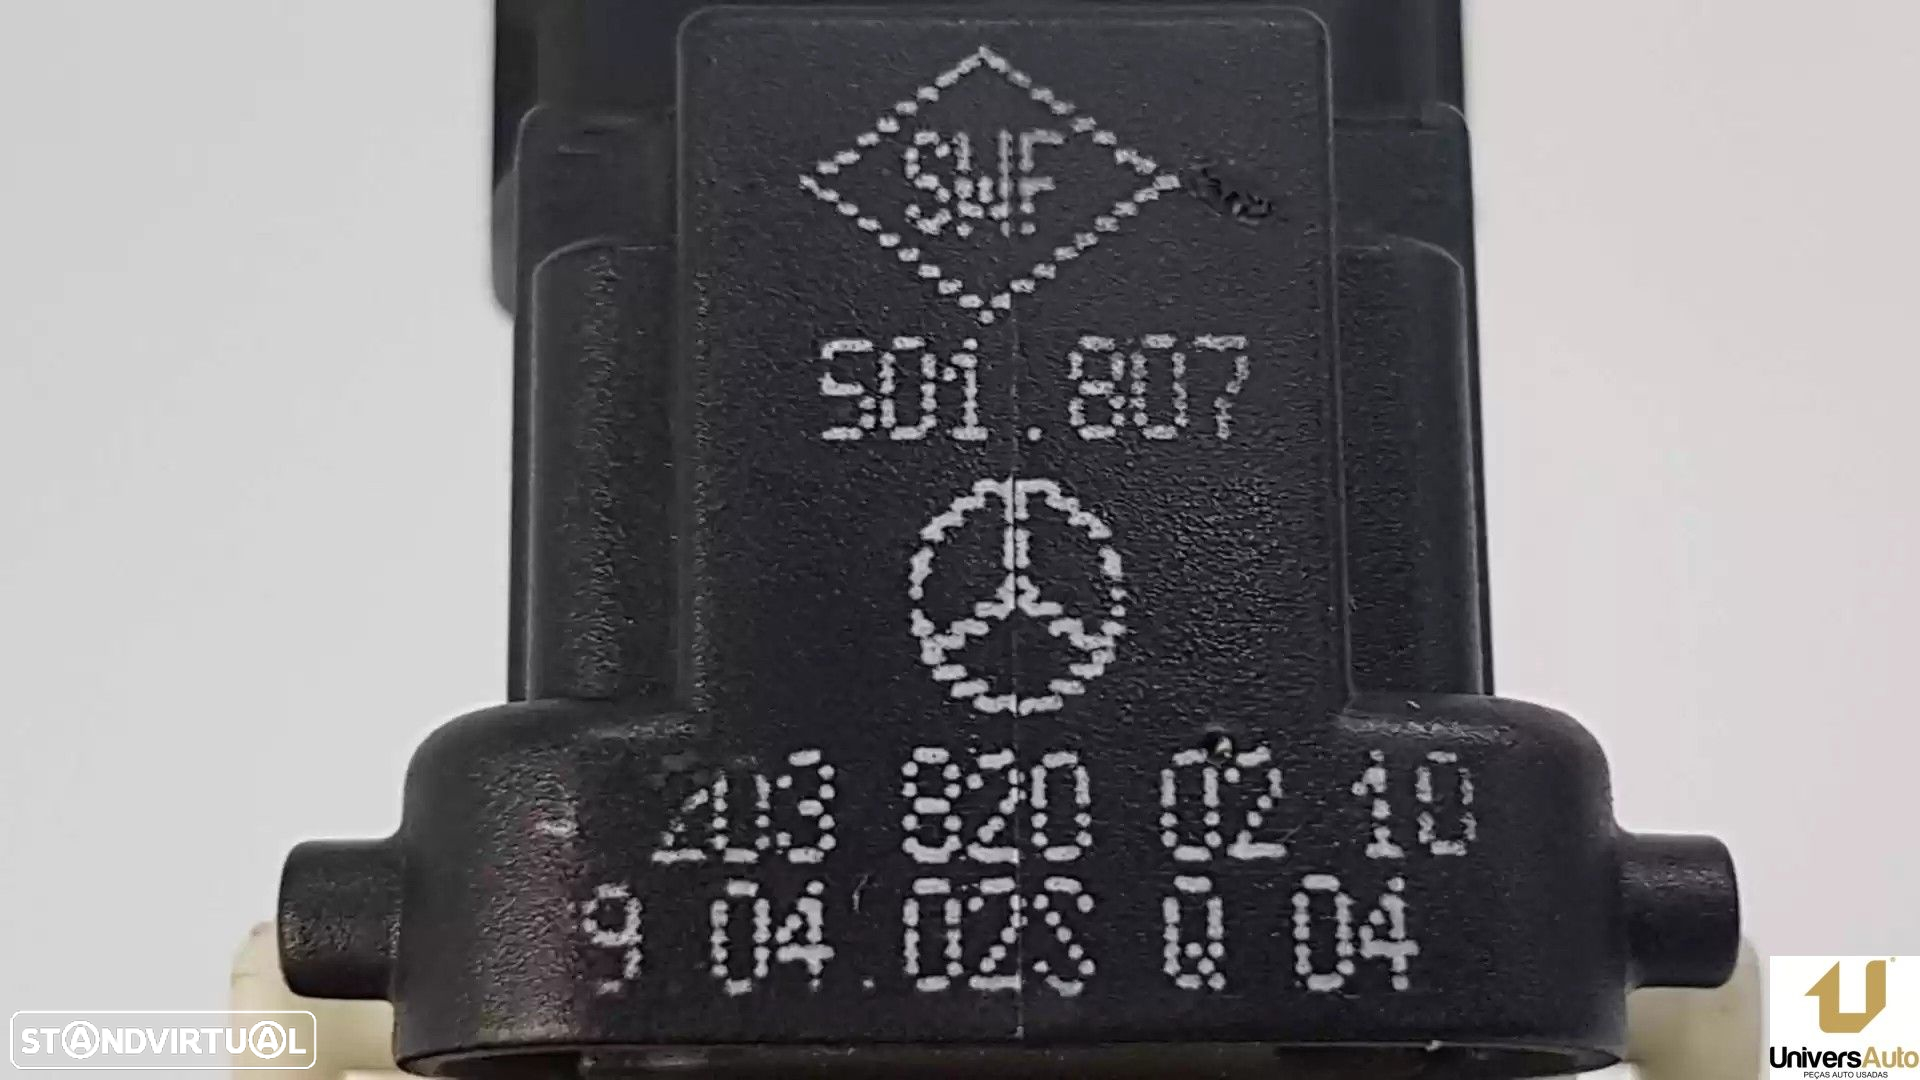 SWF
501.807
203 820 02 10
9 04.02S Q 04
STANDVIRTUAL
UniversAuto
PEÇAS AUTO USADAS